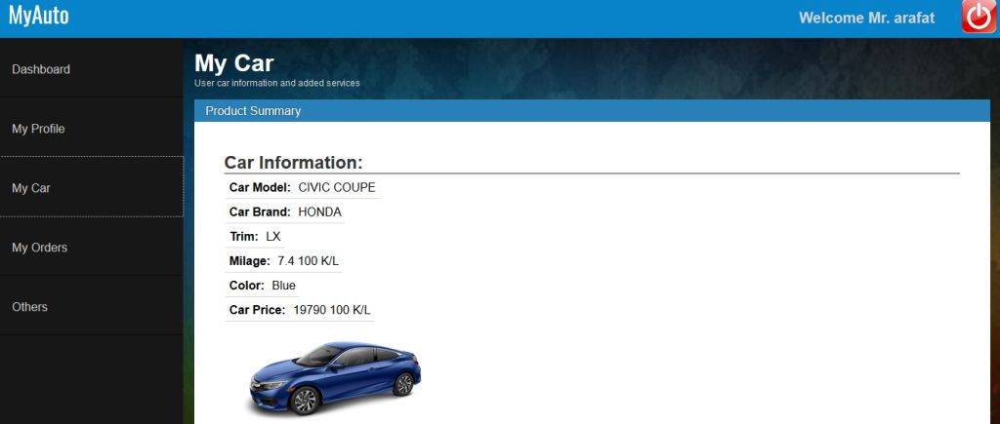 MyAuto
Welcome Mr. arafat
Dashboard
My Profile
My Car
My Orders
Others
My Car
User car information and added services
Product Summary
Car Information:
Car Model: CIVIC COUPE
Car Brand: HONDA
Trim: LX
Milage: 7.4 100 K/L
Color: Blue
Car Price: 19790 100 K/L